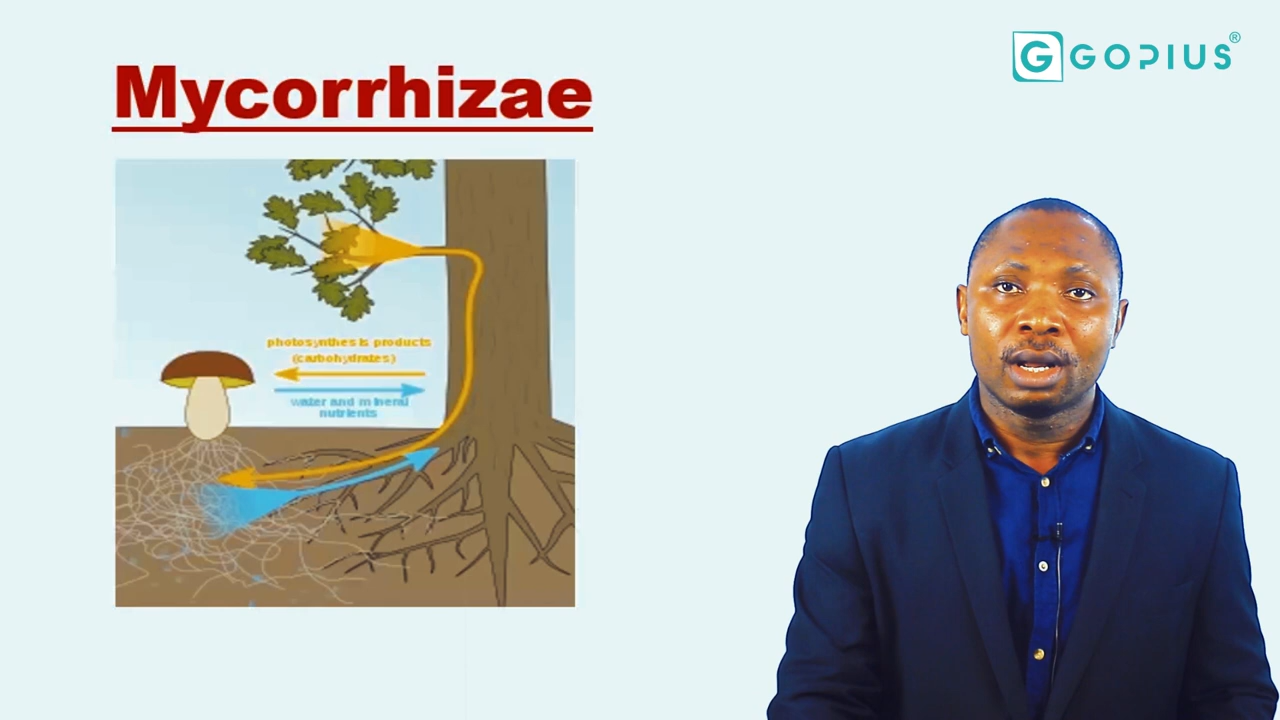 Mycorrhizae
GOPIUS®
photosynthesis products
(carbohydrates)
water and mineral
nutrients